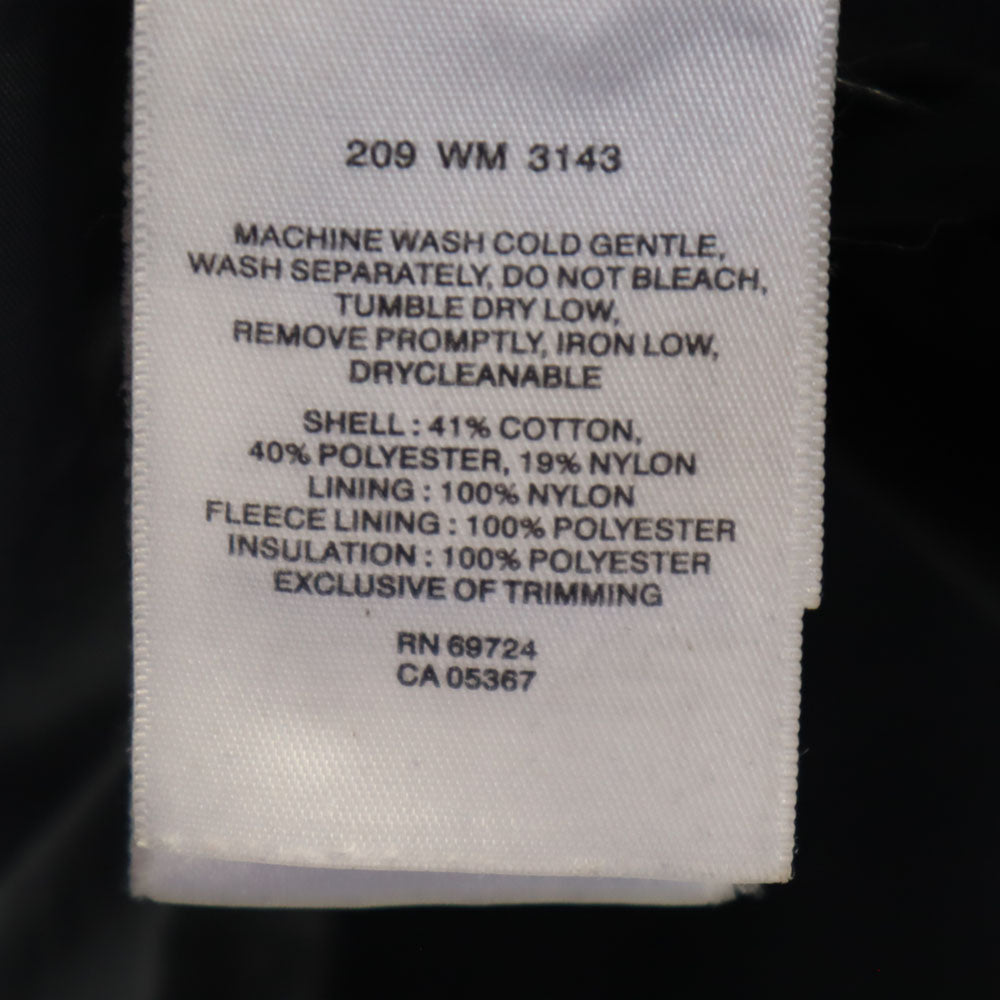 209 WM 3143
MACHINE WASH COLD GENTLE,
WASH SEPARATELY, DO NOT BLEACH,
TUMBLE DRY LOW,
REMOVE PROMPTLY, IRON LOW,
DRYCLEANABLE
SHELL : 41% COTTON,
40% POLYESTER, 19% NYLON
LINING : 100% NYLON
FLEECE LINING : 100% POLYESTER
INSULATION : 100% POLYESTER
EXCLUSIVE OF TRIMMING
RN 69724
CA 05367